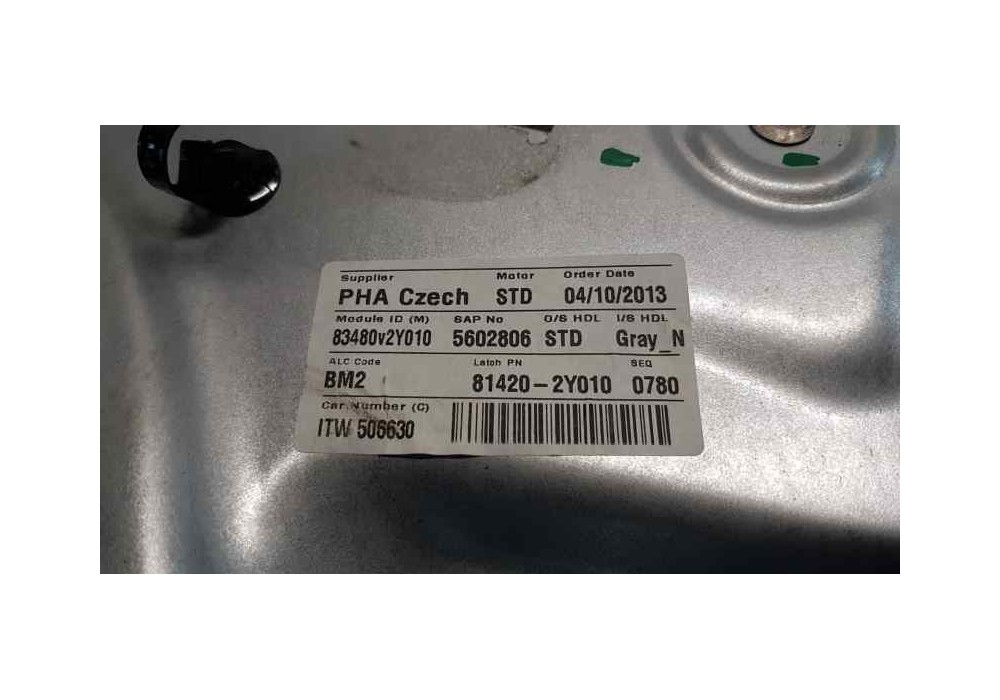 Supplier Motor Order Date
PHA Czech STD 04/10/2013
Module ID (M) SAP No O/S HDL I/S HDL
83480v2Y010 5602806 STD Gray_N
ALC Code Latch PN SEQ
BM2 81420-2Y010 0780
Car Number (C)
ITW 506630